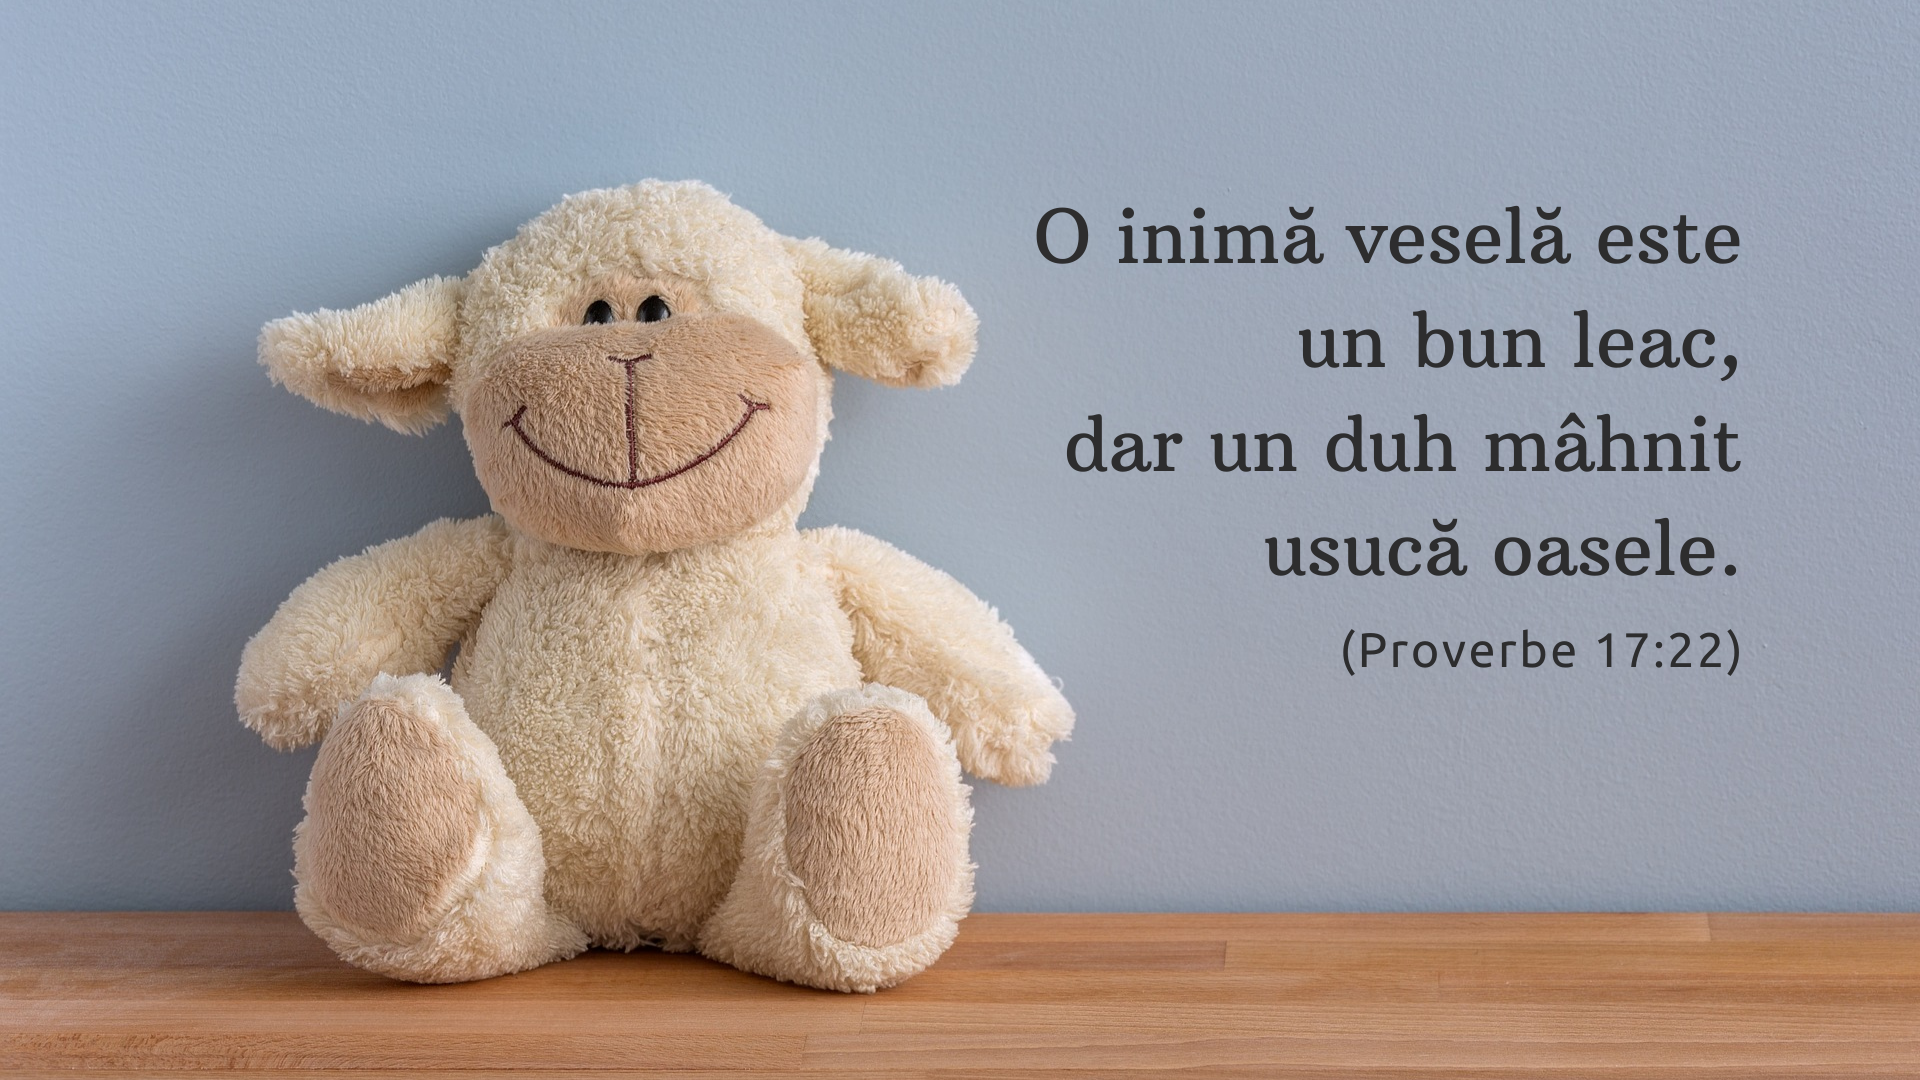 O inimă veselă este
un bun leac,
dar un duh mâhnit
usucă oasele.
(Proverbe 17:22)